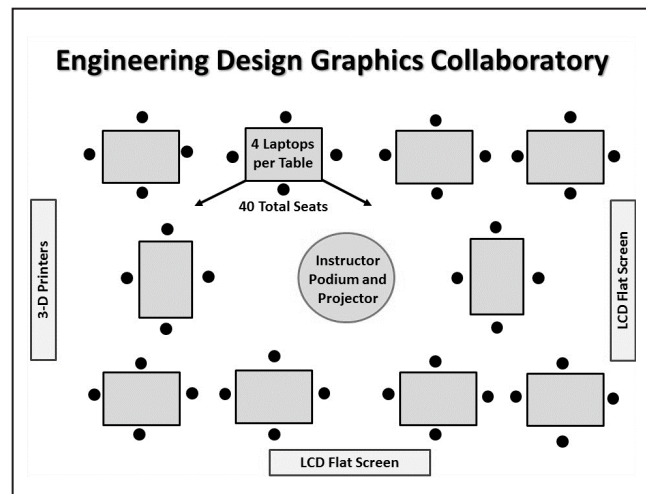 Engineering Design Graphics Collaboratory
4 Laptops
per Table
40 Total Seats
3-D Printers
Instructor
Podium and
Projector
LCD Flat Screen
LCD Flat Screen